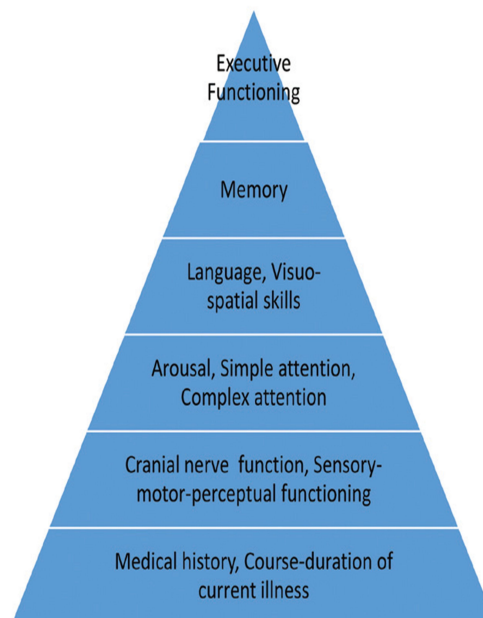 Executive
Functioning
Memory
Language, Visuo-
spatial skills
Arousal, Simple attention,
Complex attention
Cranial nerve function, Sensory-
motor-perceptual functioning
Medical history, Course-duration of
current illness